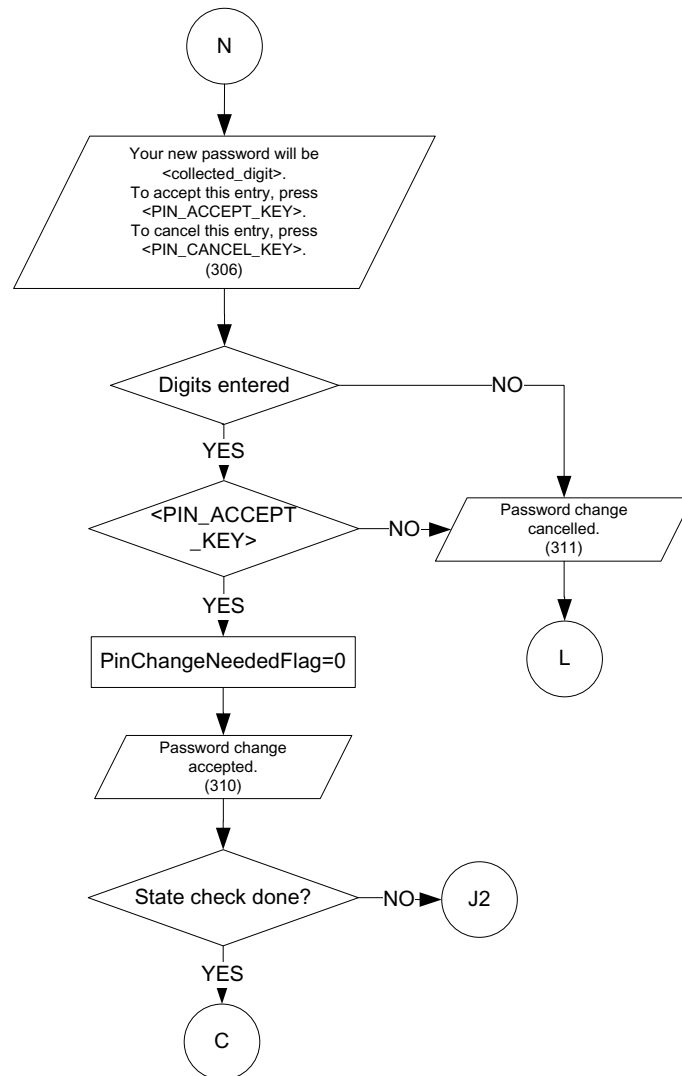 N
Your new password will be
<collected_digit>.
To accept this entry, press
<PIN_ACCEPT_KEY>.
To cancel this entry, press
<PIN_CANCEL_KEY>.
(306)
Digits entered
NO
YES
<PIN_ACCEPT
_KEY>
NO
Password change
cancelled.
(311)
YES
L
PinChangeNeededFlag=0
Password change
accepted.
(310)
State check done?
NO
J2
YES
C